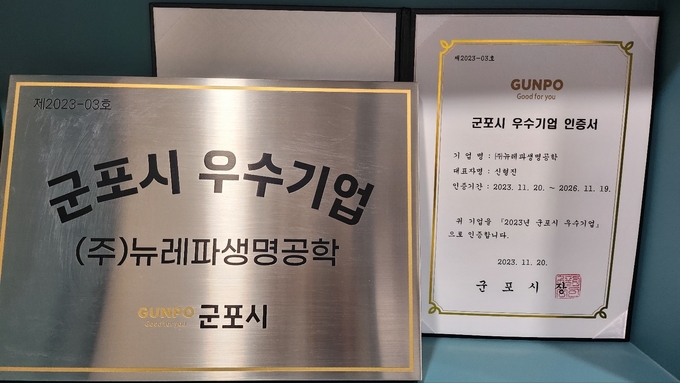 제2023-03호
군포시 우수기업
(주)뉴레파생명공학
GUNPO
Good for you
군포시
제2023-03호
GUNPO
Good for you
군포시 우수기업 인증서
기 업 명 : (주)뉴레파생명공학
대표자명 : 신형진
인증기간 : 2023. 11. 20. ~ 2026. 11. 19.
위 기업을 「2023년 군포시 우수기업」
으로 인증합니다.
2023. 11. 20.
군 포 시 장